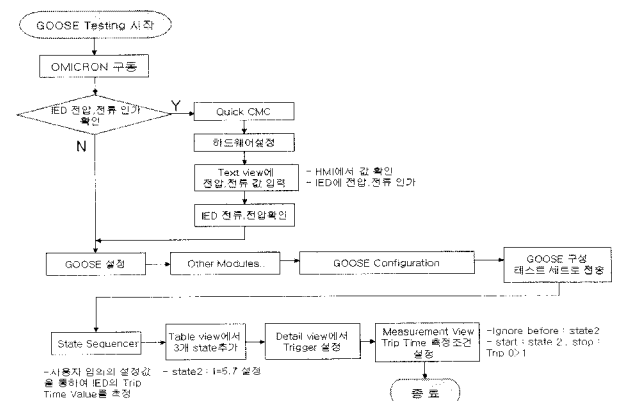 GOOSE Testing 시작
OMICRON 구동
IED 전압,전류 인가
확인
Y
N
Quick CMC
하드웨어설정
Text view에
전압,전류 값 입력
- HMI에서 값 확인
- IED에 전압,전류 인가
IED 전류,전압확인
GOOSE 설정
Other Modules..
GOOSE Configuration
GOOSE 구성
테스트 세트로 전송
State Sequencer
Table view에서
3개 state추가
Detail view에서
Trigger 설정
Measurement View
Trip Time 측정조건
설정
-Ignore before : state2
- start : state 2 , stop :
Trip 0>1
-사용자 임의의 설정값
을 통하여 IED의 Trip
Time Value를 측정
- state2 : I=5.7 설정
종 료